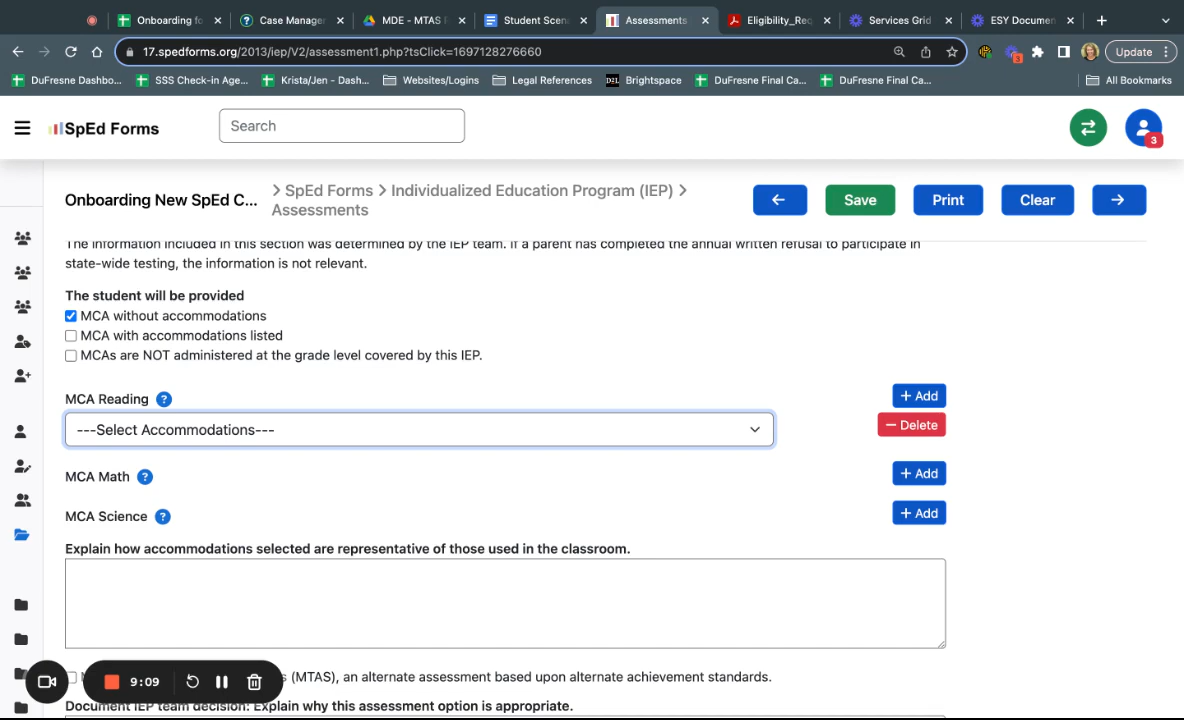 Onboarding fo
Case Manager
MDE - MTAS
Student Scen
Assessments
Eligibility_Req
Services Grid
ESY Documen
17.spedforms.org/2013/iep/V2/assessment1.php?tsClick=1697128276660
3
Update
DuFresne Dashbo...
SSS Check-in Age...
Krista/Jen - Dash...
Websites/Logins
Legal References
D2L
Brightspace
DuFresne Final Ca...
DuFresne Final Ca...
All Bookmarks
SpEd Forms
Search
3
Onboarding New SpEd C...
> SpEd Forms > Individualized Education Program (IEP) >
Assessments
Save
Print
Clear
The information included in this section was determined by the IEP team. If a parent has completed the annual written refusal to participate in
state-wide testing, the information is not relevant.
The student will be provided
MCA without accommodations
MCA with accommodations listed
MCAs are NOT administered at the grade level covered by this IEP.
MCA Reading ?
+ Add
---Select Accommodations---
− Delete
MCA Math ?
+ Add
MCA Science ?
+ Add
Explain how accommodations selected are representative of those used in the classroom.
9:09
(MTAS), an alternate assessment based upon alternate achievement standards.
Document IEP team decision: Explain why this assessment option is appropriate.